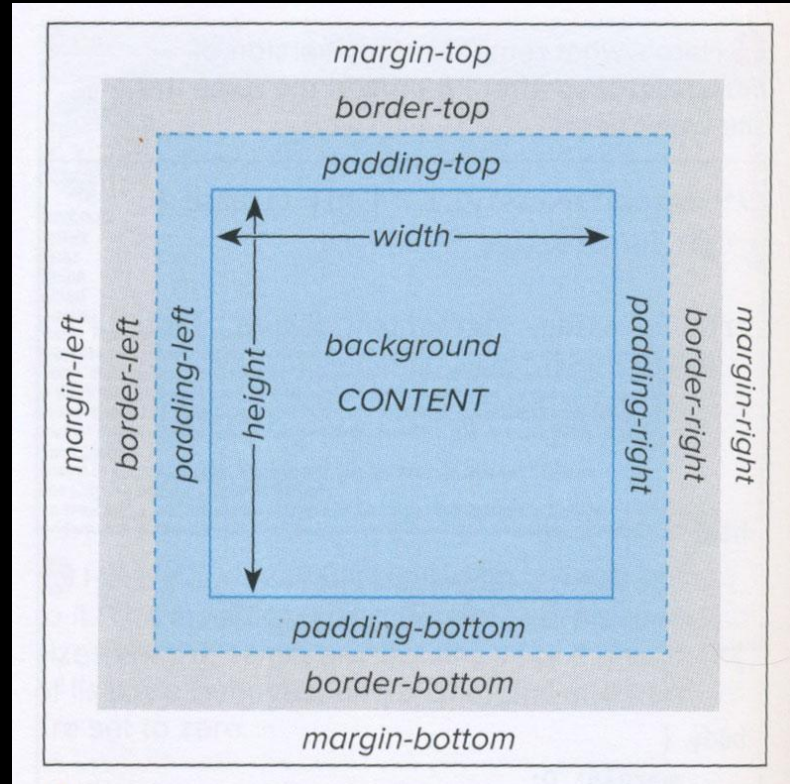 margin-top
border-top
padding-top
width
margin-left
border-left
padding-left
height
background
CONTENT
padding-right
border-right
margin-right
padding-bottom
border-bottom
margin-bottom